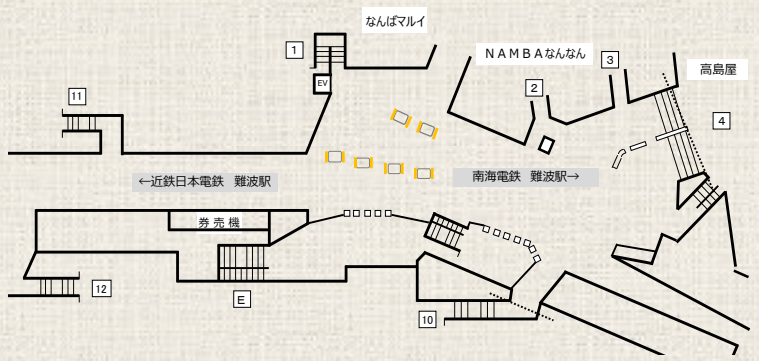 なんばマルイ
1
NAMBAなんなん
3
高島屋
EV
2
11
4
←近鉄日本電鉄 難波駅
南海電鉄 難波駅→
券売機
12
E
10